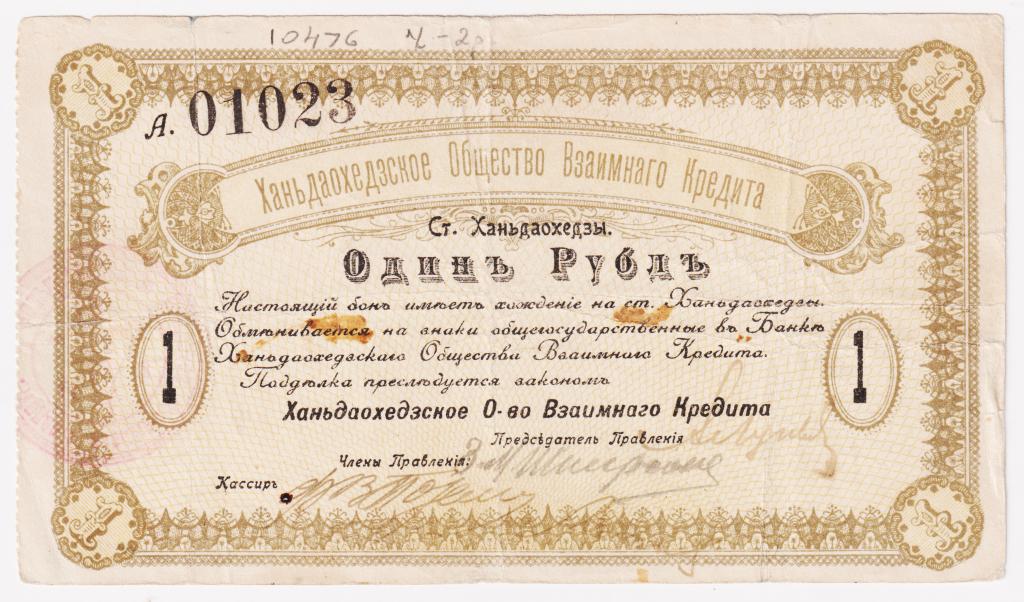 10476 Ч-2р.
А. 01023
Ханьдаохедзское Общество Взаимнаго Кредита
Ст. Ханьдаохедзы.
Одинъ Рубль
Настоящій бонъ имѣетъ хожденіе на ст. Ханьдаохедзы.
1 Обмѣнивается на знаки общегосударственные въ Банкѣ 1
Ханьдаохедзскаго Общества Взаимнаго Кредита.
Поддѣлка преслѣдуется закономъ
Ханьдаохедзское О-во Взаимнаго Кредита
Предсѣдатель Правленія
Члены Правленія:
Кассиръ